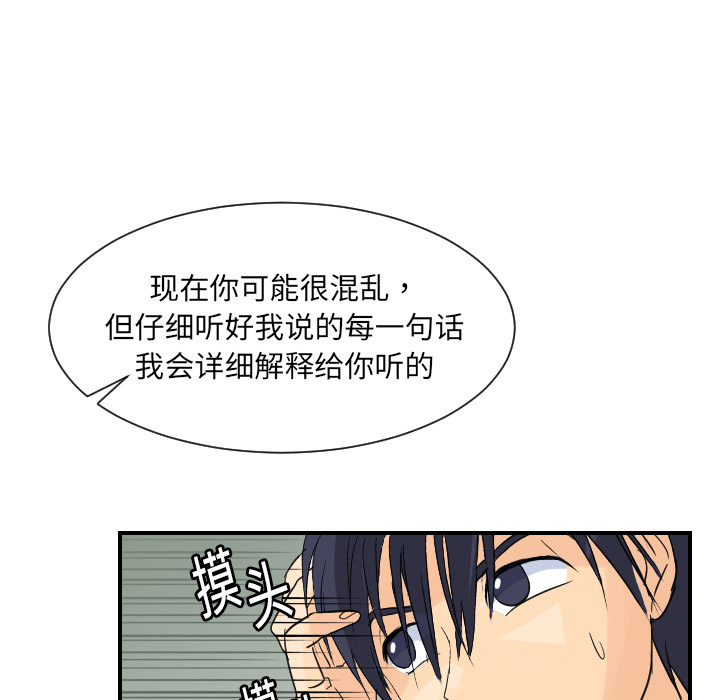 现在你可能很混乱，
但仔细听好我说的每一句话
我会详细解释给你听的
摸头
摸